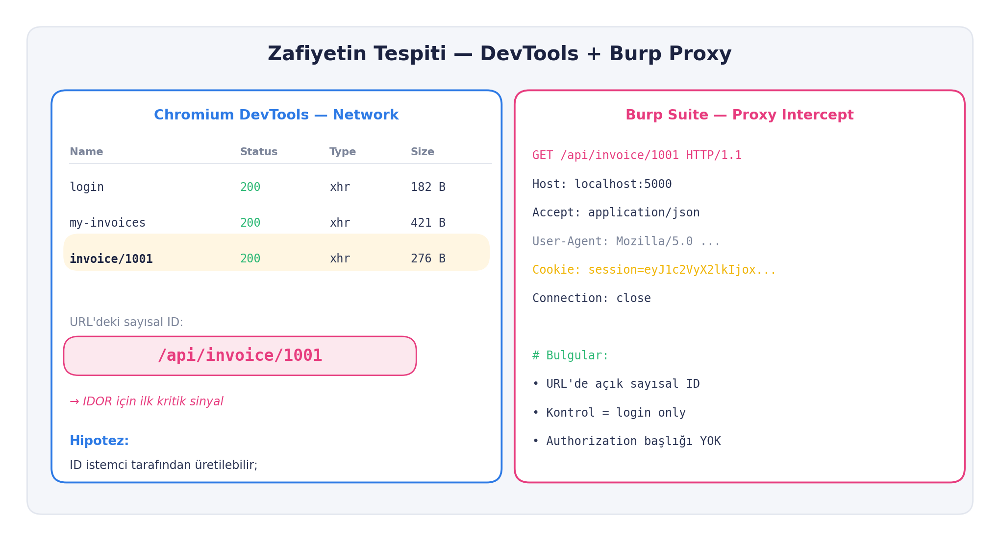 Zafiyetin Tespiti — DevTools + Burp Proxy
Chromium DevTools — Network
Name Status Type Size
login 200 xhr 182 B
my-invoices 200 xhr 421 B
invoice/1001 200 xhr 276 B
URL'deki sayısal ID:
/api/invoice/1001
→ IDOR için ilk kritik sinyal
Hipotez:
ID istemci tarafından üretilebilir;
Burp Suite — Proxy Intercept
GET /api/invoice/1001 HTTP/1.1
Host: localhost:5000
Accept: application/json
User-Agent: Mozilla/5.0 ...
Cookie: session=eyJ1c2VyX2lkIjox...
Connection: close
# Bulgular:
• URL'de açık sayısal ID
• Kontrol = login only
• Authorization başlığı YOK